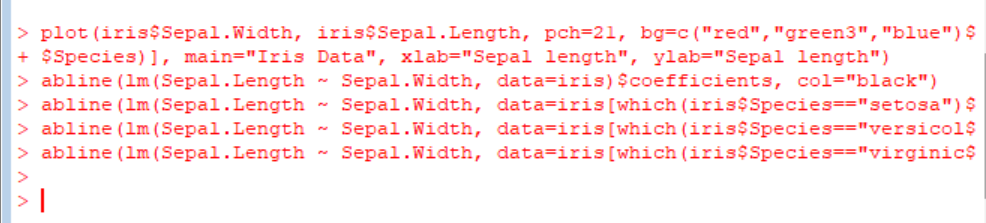 > plot(iris$Sepal.Width, iris$Sepal.Length, pch=21, bg=c("red","green3","blue")$
+ $Species)], main="Iris Data", xlab="Sepal length", ylab="Sepal length")
> abline(lm(Sepal.Length ~ Sepal.Width, data=iris)$coefficients, col="black")
> abline(lm(Sepal.Length ~ Sepal.Width, data=iris[which(iris$Species=="setosa")$
> abline(lm(Sepal.Length ~ Sepal.Width, data=iris[which(iris$Species=="versicol$
> abline(lm(Sepal.Length ~ Sepal.Width, data=iris[which(iris$Species=="virginic$
>
>